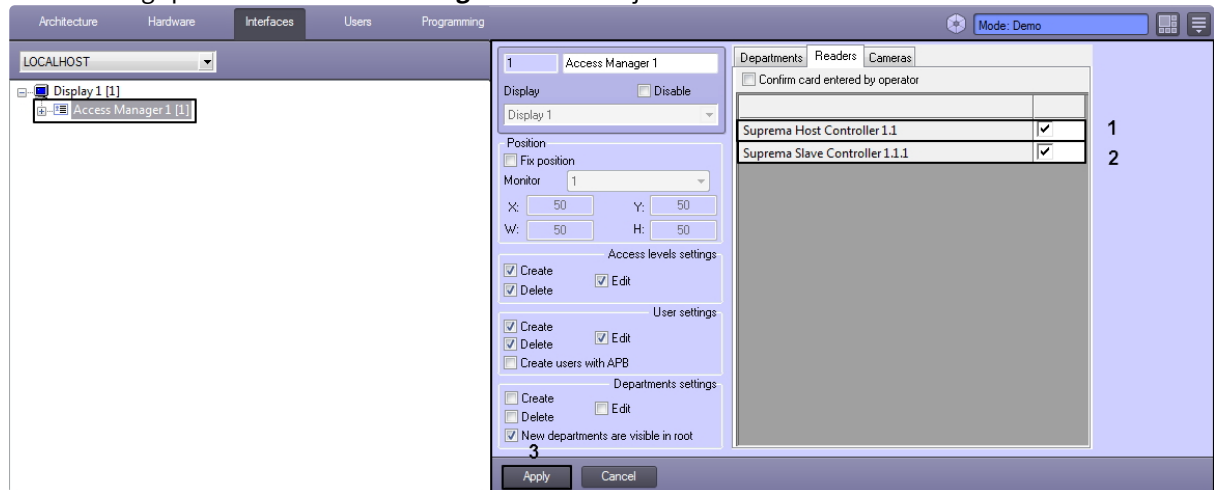 Architecture Hardware Interfaces Users Programming Mode: Demo
LOCALHOST
Display 1 [1]
Access Manager 1 [1]
1 Access Manager 1
Display Disable
Display 1
Position
Fix position
Monitor 1
X: 50 Y: 50
W: 50 H: 50
Access levels settings
Create
Edit
Delete
User settings
Create
Edit
Delete
Create users with APB
Departments settings
Create
Edit
Delete
New departments are visible in root
3
Apply Cancel
Departments Readers Cameras
Confirm card entered by operator
Suprema Host Controller 1.1 1
Suprema Slave Controller 1.1.1 2